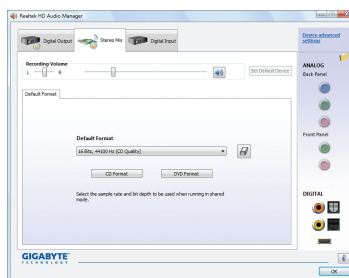 Realtek HD Audio Manager
Digital Output
Stereo Mix
Digital Input
Device advanced
settings
Recording Volume
L
R
Set Default Device
ANALOG
Back Panel
Default Format
Front Panel
Default Format
16 Bits, 44100 Hz (CD Quality)
CD Format
DVD Format
Select the sample rate and bit depth to be used when running in shared
mode.
DIGITAL
GIGABYTE
TECHNOLOGY
OK